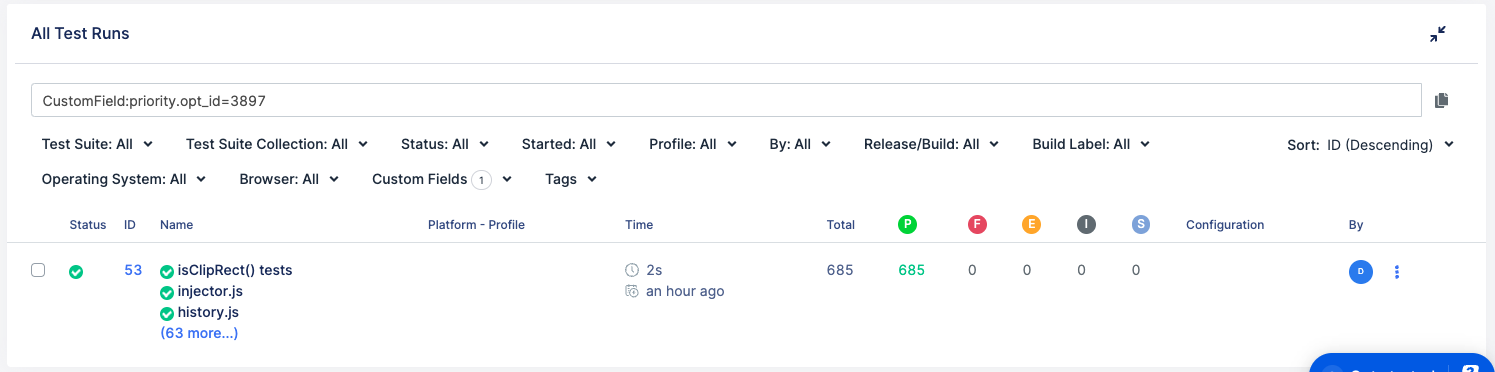 All Test Runs
CustomField:priority.opt_id=3897
Test Suite: All Test Suite Collection: All Status: All Started: All Profile: All By: All Release/Build: All Build Label: All Sort: ID (Descending)
Operating System: All Browser: All Custom Fields 1 Tags
Status ID Name Platform - Profile Time Total P F E I S Configuration By
53 isClipRect() tests 2s 685 685 0 0 0 0 D
injector.js an hour ago
history.js
(63 more...)